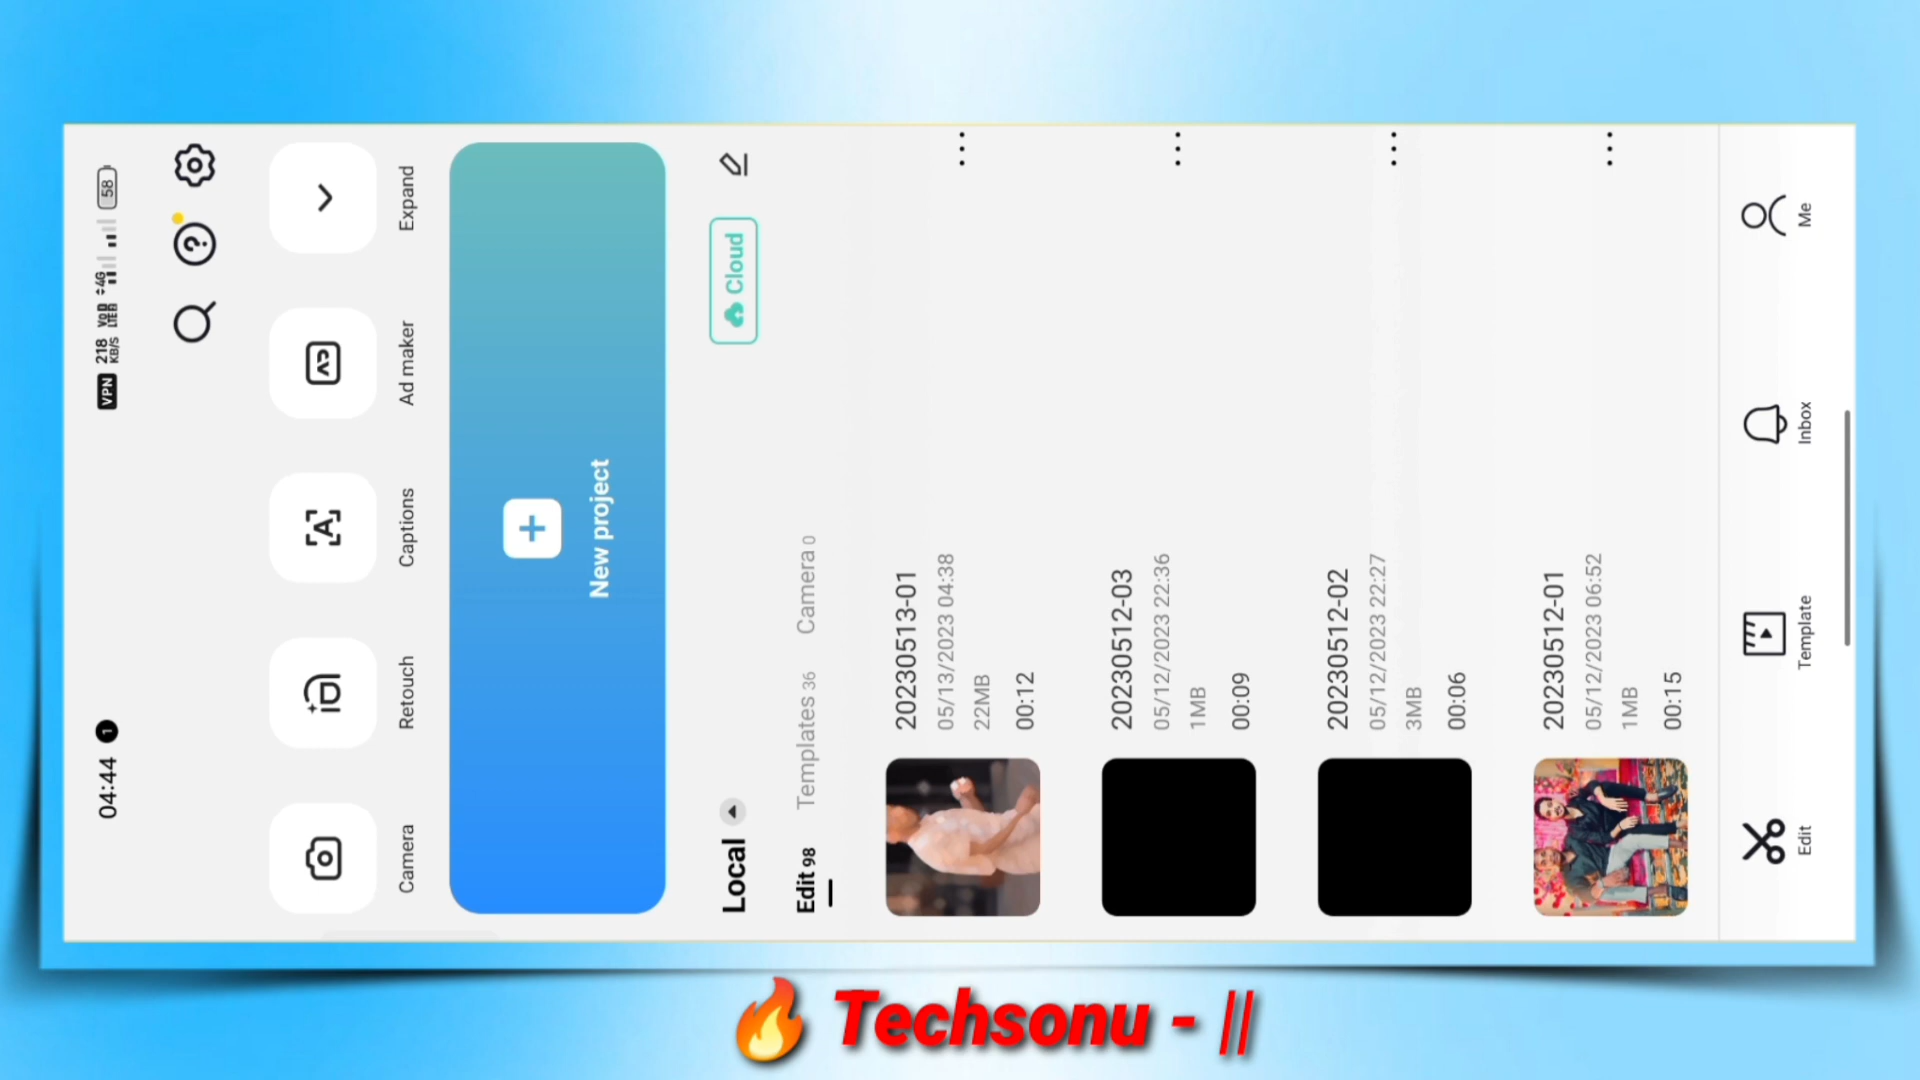 04:44 1 VPN 218 KB/S VoD LTE 4G 58
Camera Retouch Captions Ad maker Expand
New project
Local Cloud
Edit 98 Templates 36 Camera 0
20230513-01
05/13/2023 04:38
22MB
00:12
20230512-03
05/12/2023 22:36
1MB
00:09
20230512-02
05/12/2023 22:27
3MB
00:06
20230512-01
05/12/2023 06:52
1MB
00:15
Edit Template Inbox Me
🔥 Techsonu - ||